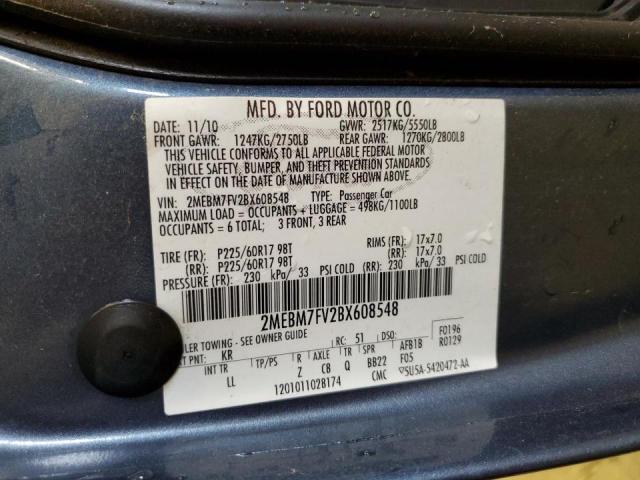 MFD. BY FORD MOTOR CO.
DATE: 11/10 GVWR: 2517KG/5550LB
FRONT GAWR: 1247KG/2750LB REAR GAWR: 1270KG/2800LB
THIS VEHICLE CONFORMS TO ALL APPLICABLE FEDERAL MOTOR
VEHICLE SAFETY, BUMPER, AND THEFT PREVENTION STANDARDS
IN EFFECT ON THE DATE OF MANUFACTURE SHOWN ABOVE.
VIN: 2MEBM7FV2BX608548 TYPE: Passenger Car
MAXIMUM LOAD = OCCUPANTS + LUGGAGE = 498KG/1100LB
OCCUPANTS = 6 TOTAL; 3 FRONT, 3 REAR
TIRE (FR): P225/60R17 98T RIMS (FR): 17x7.0
(RR): P225/60R17 98T (RR): 17x7.0
PRESSURE (FR): 230 kPa/ 33 PSI COLD (RR): 230 kPa/ 33 PSI COLD
2MEBM7FV2BX608548
ILER TOWING - SEE OWNER GUIDE
T PNT: KR RC: 51 DSO: F0196
INT TR TP/PS R AXLE TR SPR AFB1B R0129
LL Z C8 Q BB22 F05
1201011028174 CMC 5U5A-5420472-AA